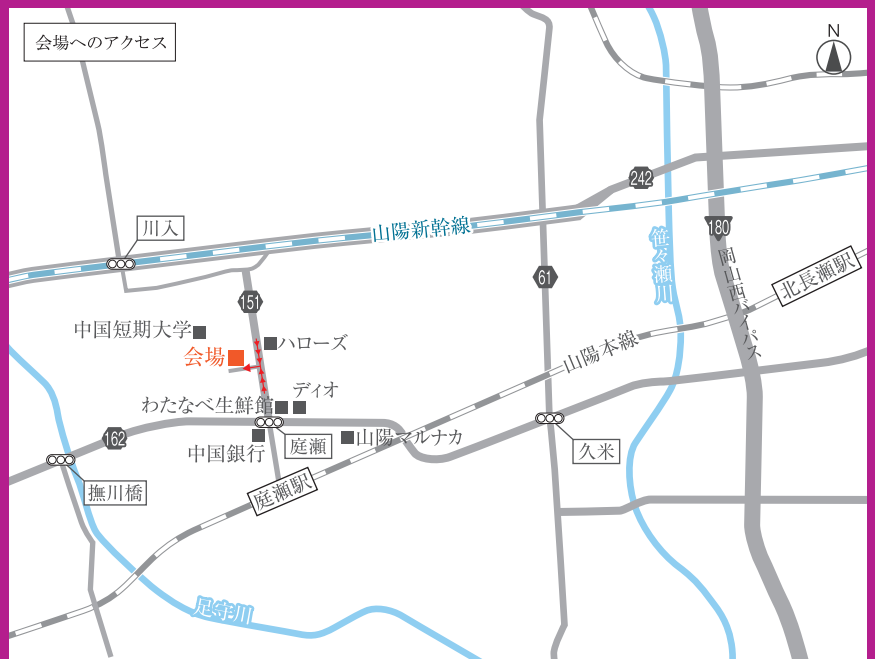 会場へのアクセス
N
川入
山陽新幹線
242
180
笹々瀬川
岡山西バイパス
61
北長瀬駅
151
中国短期大学
ハローズ
会場
山陽本線
ディオ
わたなべ生鮮館
162
中国銀行
庭瀬
山陽マルナカ
久米
撫川橋
庭瀬駅
足守川